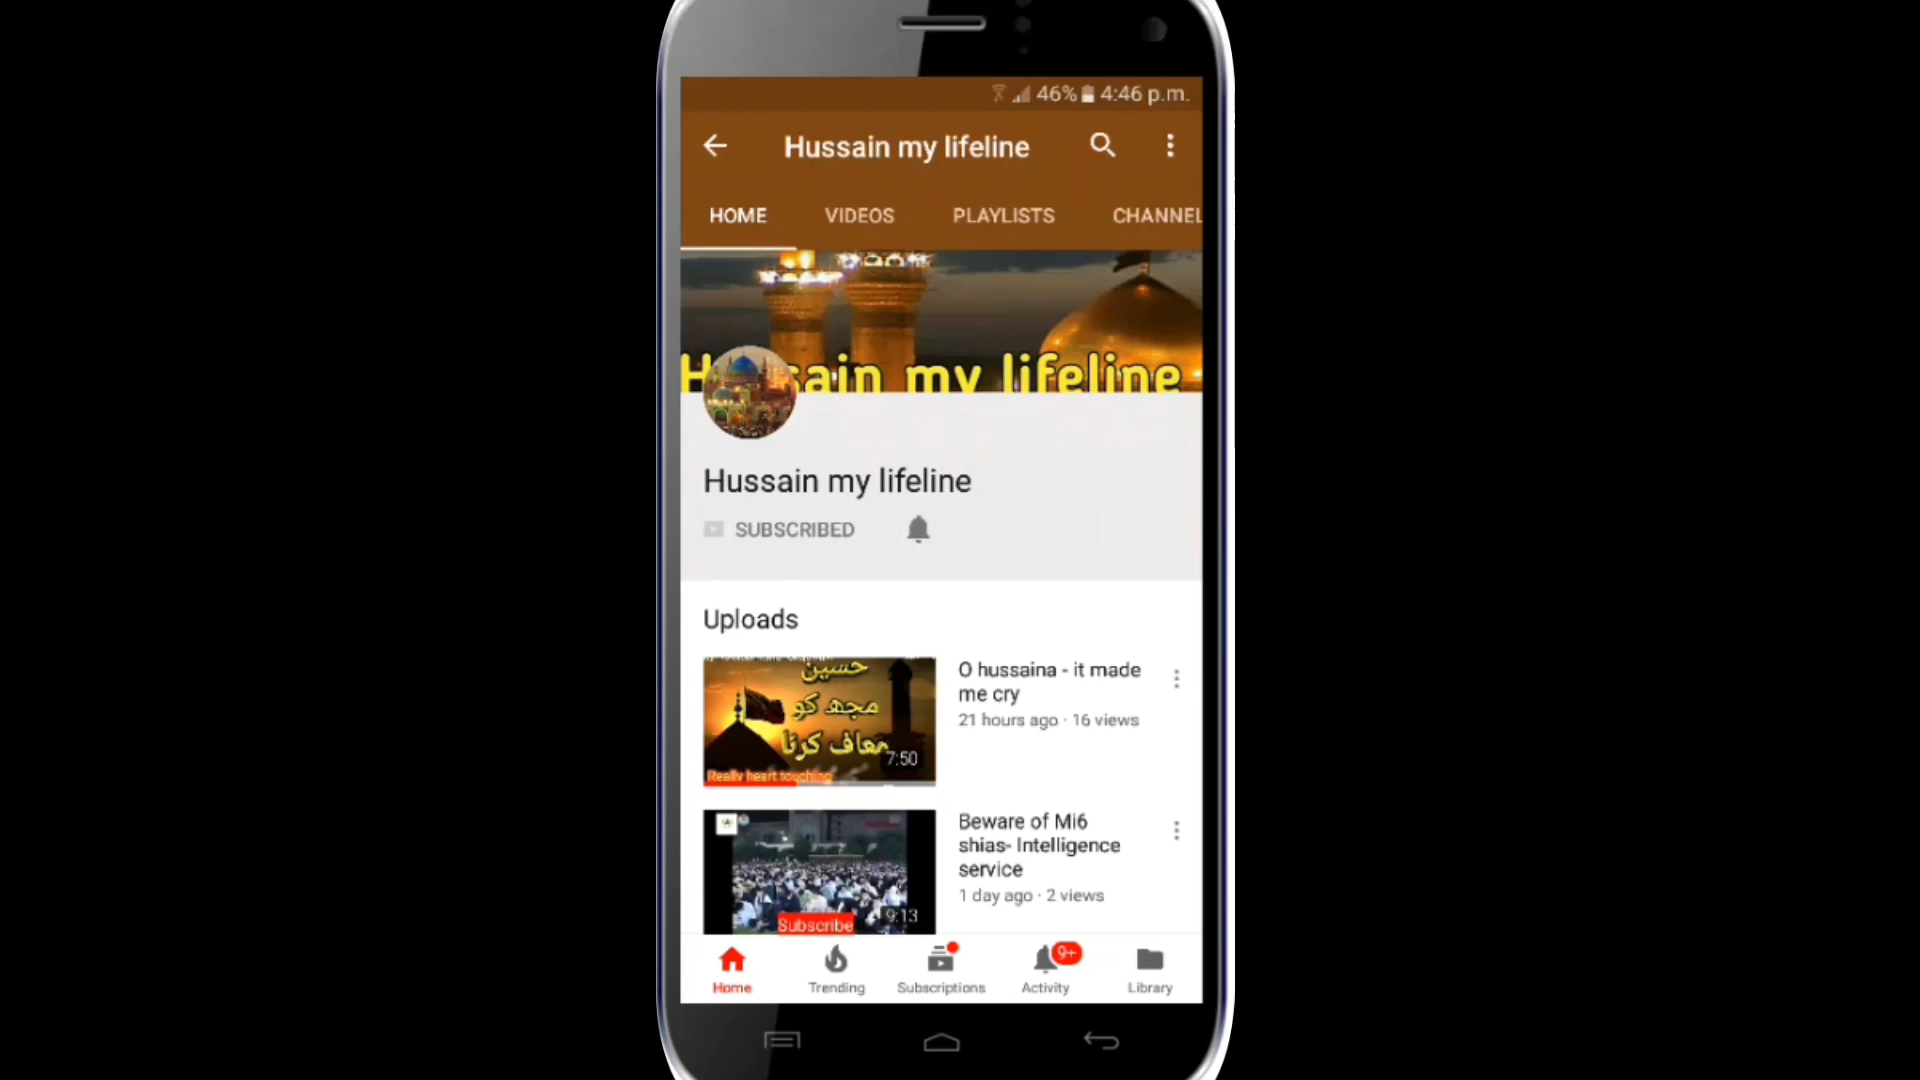 46% 4:46 p.m.
Hussain my lifeline
HOME VIDEOS PLAYLISTS CHANNEL
my lifeline
Hussain my lifeline
SUBSCRIBED
Uploads
حسین
مجھ کو
معاف کرنا
7:50
Really heart touching
O hussaina - it made
me cry
21 hours ago · 16 views
Beware of Mi6
shias- Intelligence
service
1 day ago · 2 views
9:13
Subscribe
9+
Home Trending Subscriptions Activity Library